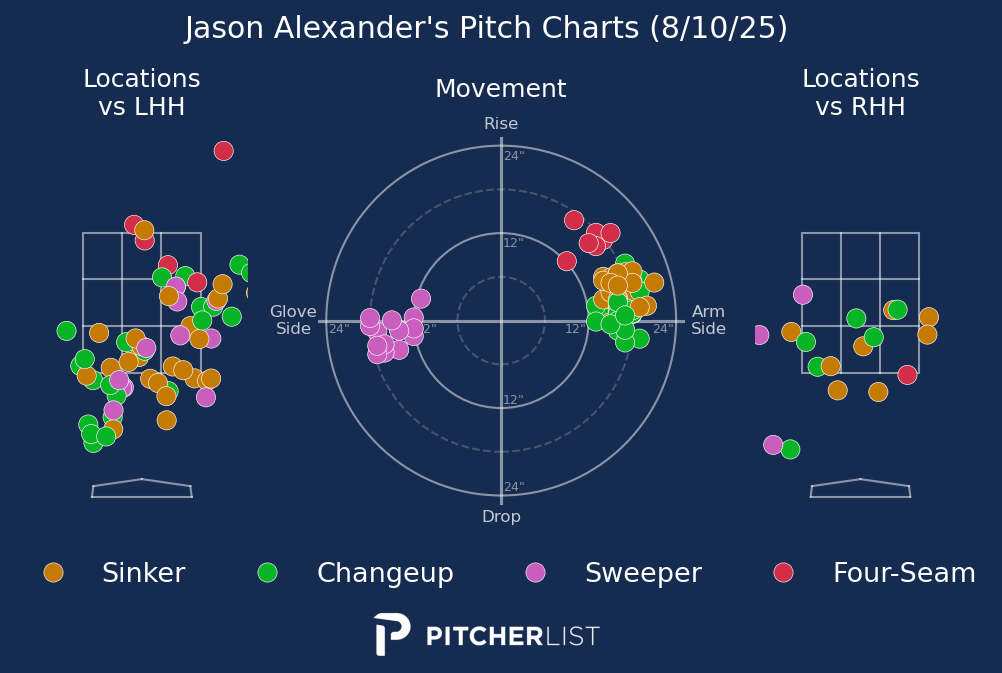 Jason Alexander's Pitch Charts (8/10/25)
Locations
vs LHH
Movement
Locations
vs RHH
Rise
24"
12"
Glove
Side
24"
2"
12"
24"
Arm
Side
12"
24"
Drop
Sinker
Changeup
Sweeper
Four-Seam
PITCHERLIST